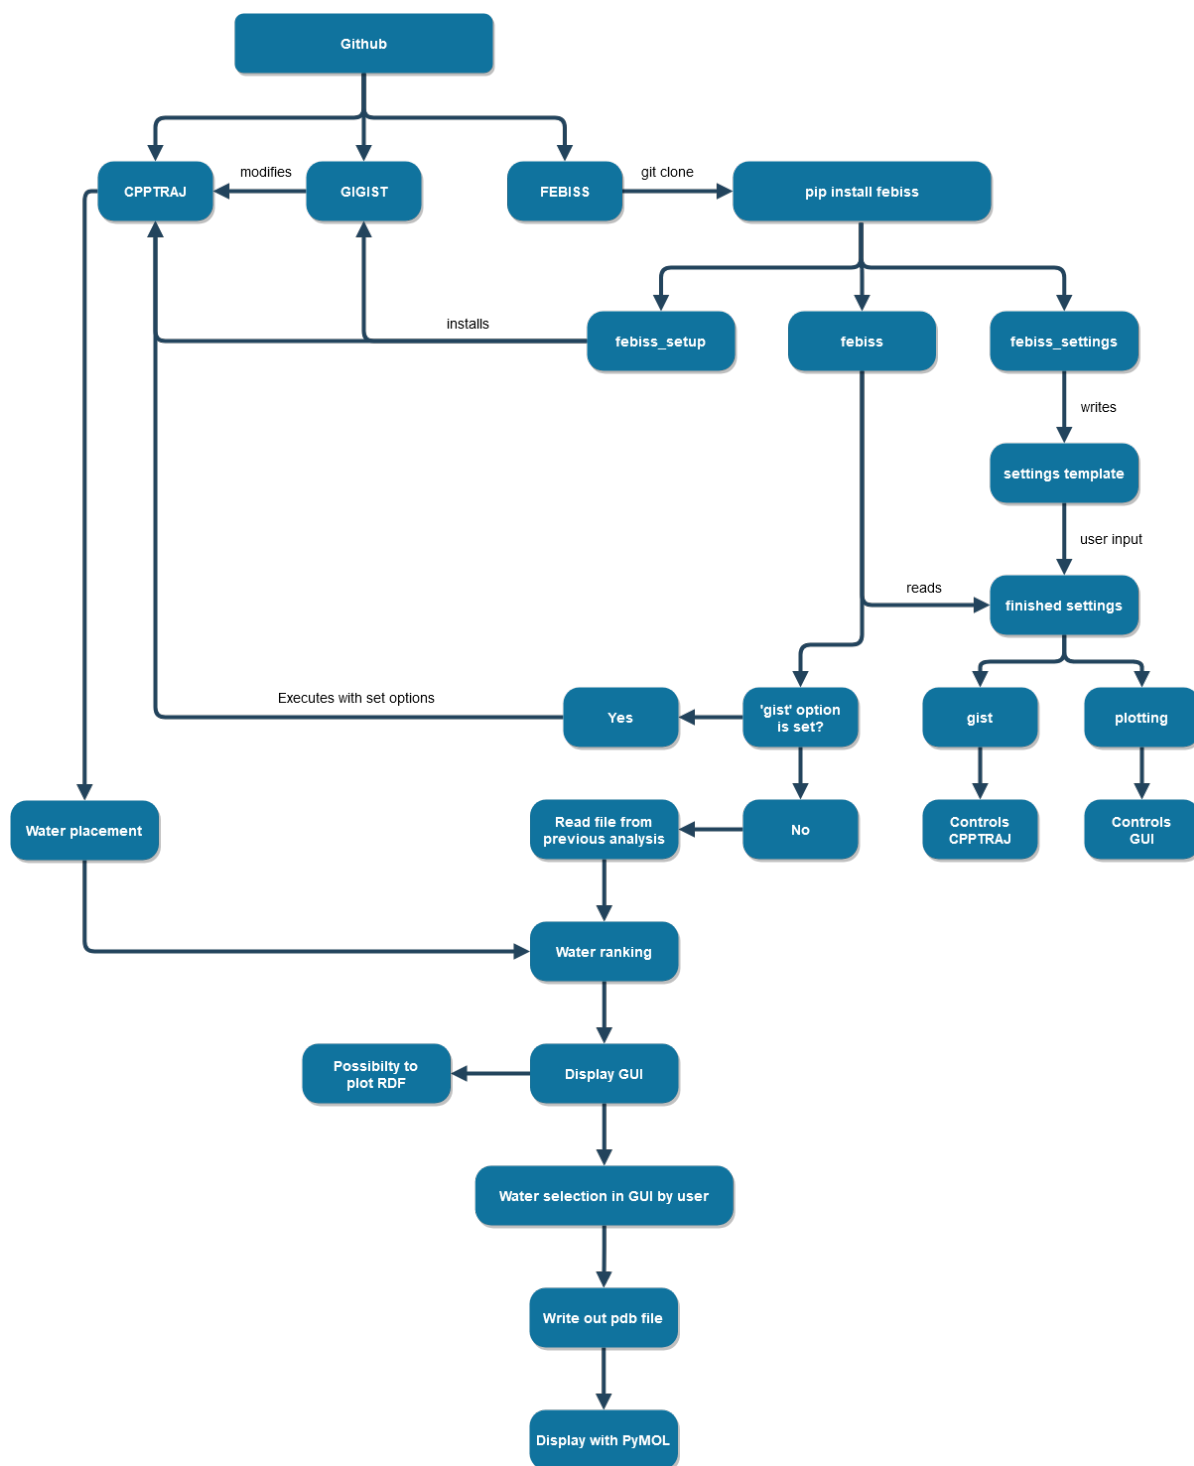 Github
modifies
git clone
CPPTRAJ
GIGIST
FEBISS
pip install febiss
installs
febiss_setup
febiss
febiss_settings
writes
settings template
user input
reads
finished settings
Executes with set options
Yes
'gist' option
is set?
gist
plotting
Water placement
Read file from
previous analysis
No
Controls
CPPTRAJ
Controls
GUI
Water ranking
Possibilty to
plot RDF
Display GUI
Water selection in GUI by user
Write out pdb file
Display with PyMOL